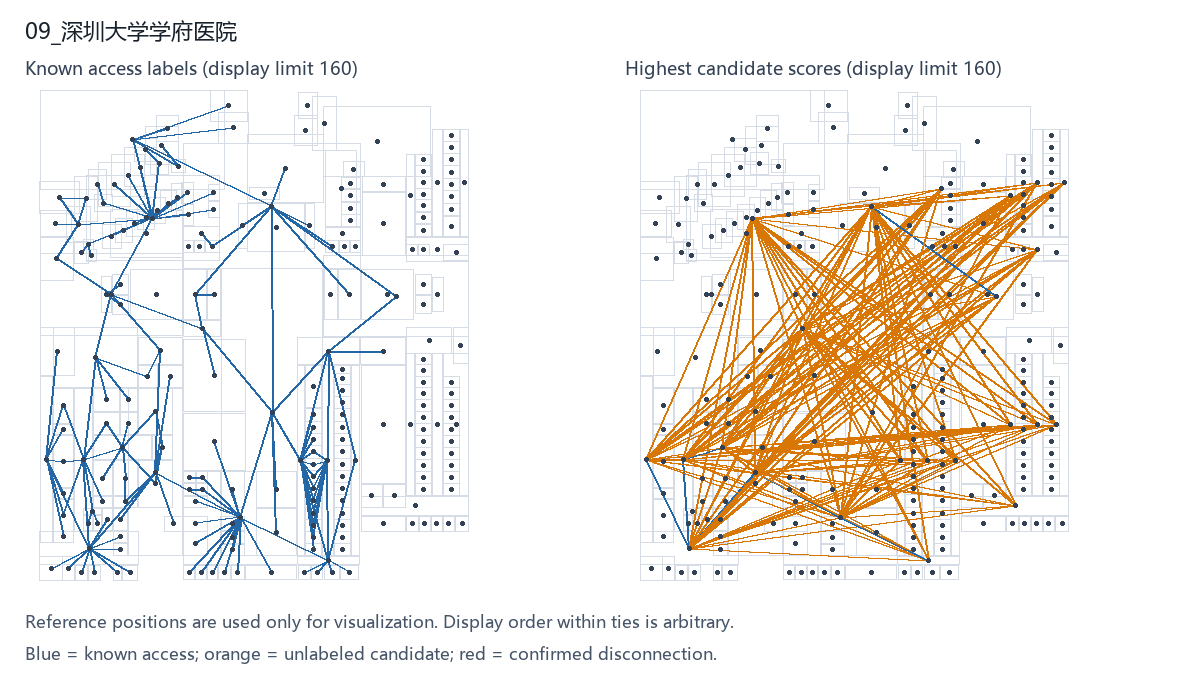 09_深圳大学学府医院
Known access labels (display limit 160)
Highest candidate scores (display limit 160)
Reference positions are used only for visualization. Display order within ties is arbitrary.
Blue = known access; orange = unlabeled candidate; red = confirmed disconnection.